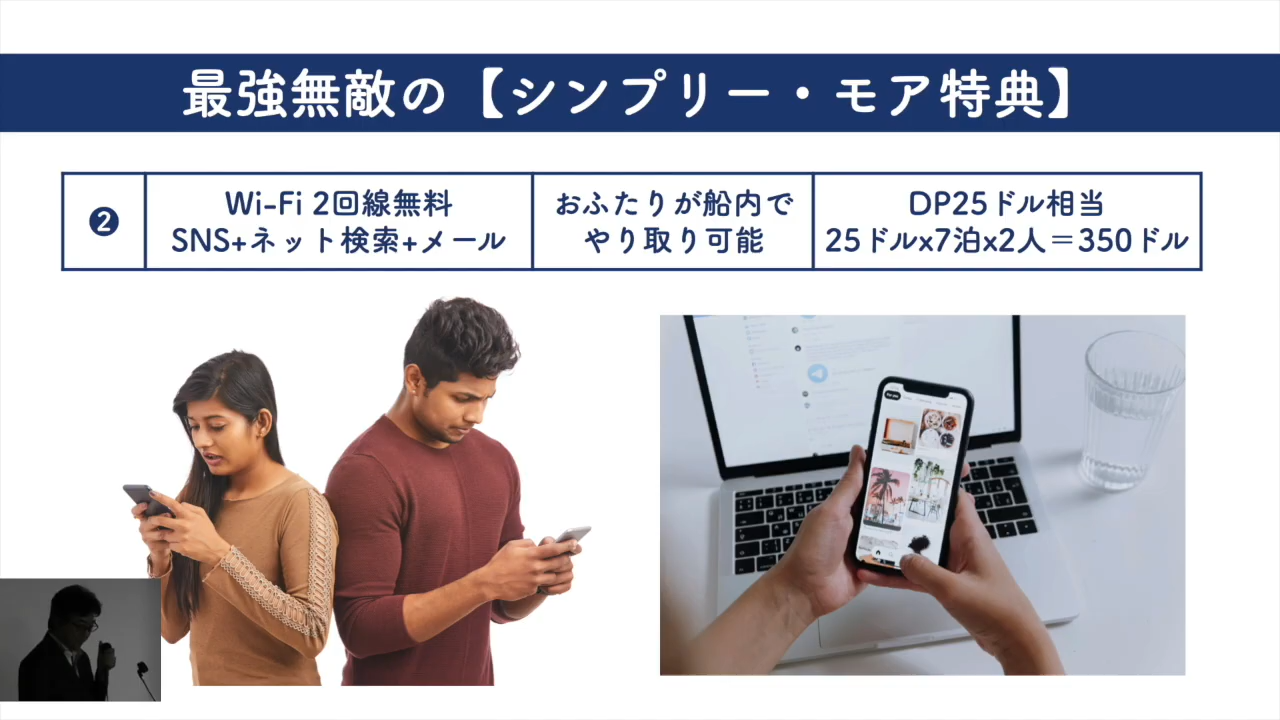 最強無敵の【シンプリー・モア特典】
❷
Wi-Fi 2回線無料
SNS+ネット検索+メール
おふたりが船内で
やり取り可能
DP25ドル相当
25ドルx7泊x2人＝350ドル